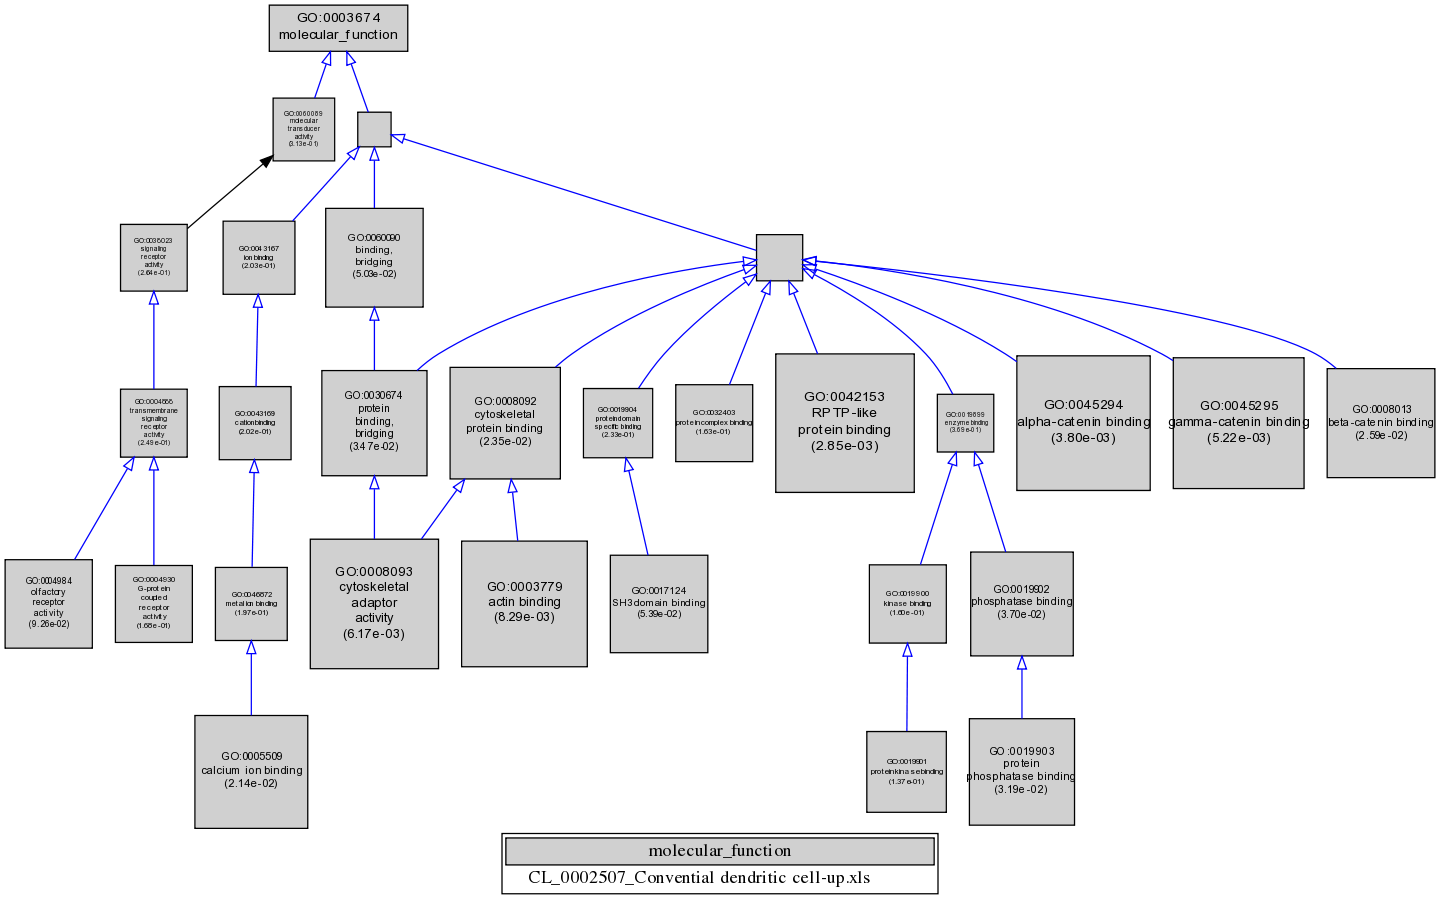 GO:0003674
molecular_function
GO:0060089
molecular
transducer
activity
(3.13e-01)
GO:0038023
signaling
receptor
activity
(2.64e-01)
GO:0043167
ion binding
(2.03e-01)
GO:0060090
binding,
bridging
(5.03e-02)
GO:0004888
transmembrane
signaling
receptor
activity
(2.49e-01)
GO:0043169
cation binding
(2.02e-01)
GO:0030674
protein
binding,
bridging
(3.47e-02)
GO:0008092
cytoskeletal
protein binding
(2.35e-02)
GO:0019904
protein domain
specific binding
(2.33e-01)
GO:0032403
protein complex binding
(1.63e-01)
GO:0042153
RPTP-like
protein binding
(2.85e-03)
GO:0019899
enzyme binding
(3.69e-01)
GO:0045294
alpha-catenin binding
(3.80e-03)
GO:0045295
gamma-catenin binding
(5.22e-03)
GO:0008013
beta-catenin binding
(2.59e-02)
GO:0004984
olfactory
receptor
activity
(9.26e-02)
GO:0004930
G-protein
coupled
receptor
activity
(1.68e-01)
GO:0046872
metal ion binding
(1.97e-01)
GO:0008093
cytoskeletal
adaptor
activity
(6.17e-03)
GO:0003779
actin binding
(8.29e-03)
GO:0017124
SH3 domain binding
(5.39e-02)
GO:0019900
kinase binding
(1.60e-01)
GO:0019902
phosphatase binding
(3.70e-02)
GO:0005509
calcium ion binding
(2.14e-02)
GO:0019901
protein kinase binding
(1.37e-01)
GO:0019903
protein
phosphatase binding
(3.19e-02)
molecular_function
CL_0002507_Convential dendritic cell-up.xls